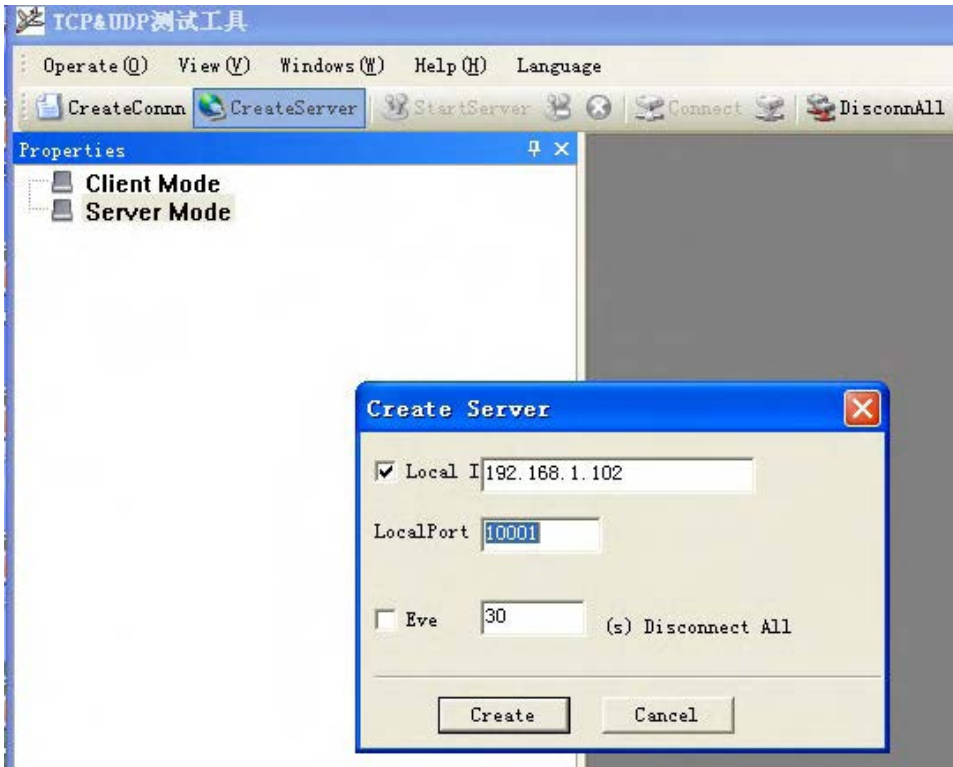 TCP&UDP测试工具
Operate(O) View(V) Windows(W) Help(H) Language
CreateConnn CreateServer StartServer Connect DisconnAll
Properties
Client Mode
Server Mode
Create Server
Local I 192.168.1.102
LocalPort 10001
Eve 30 (s) Disconnect All
Create Cancel